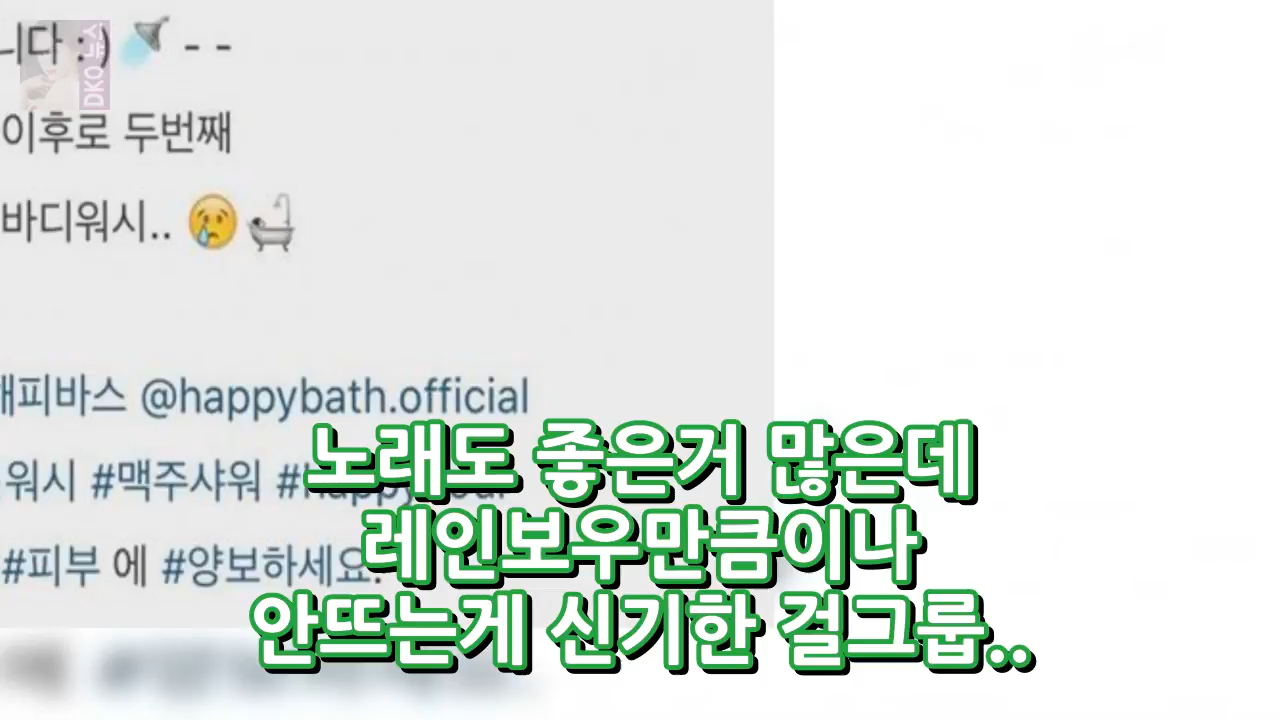 니다 :) - -
DKO 뉴스
이후로 두번째
바디워시..
해피바스 @happybath.official
워시 #맥주샤워
#피부 에 #양보하세요.
노래도 좋은거 많은데
레인보우만큼이나
안뜨는게 신기한 걸그룹..